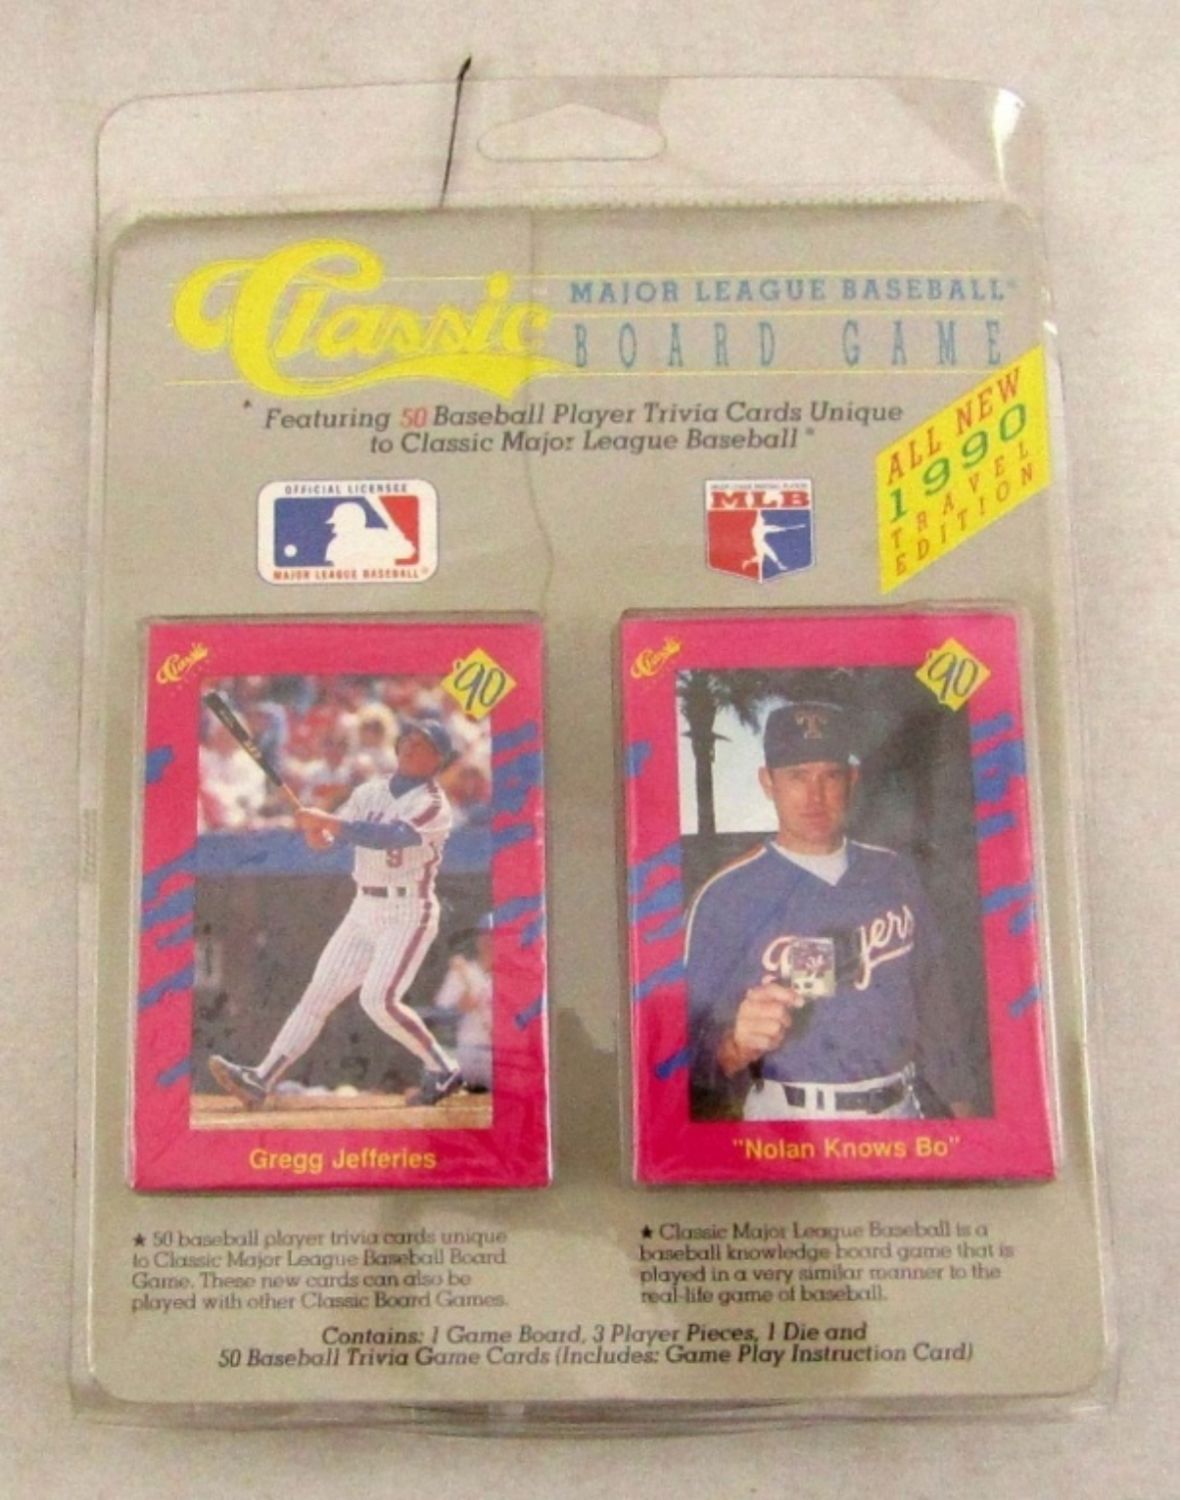 Classic MAJOR LEAGUE BASEBALL®
BOARD GAME
* Featuring 50 Baseball Player Trivia Cards Unique
to Classic Major League Baseball®
ALL NEW
1990
TRAVEL
EDITION
OFFICIAL LICENSEE
MAJOR LEAGUE BASEBALL®
MLB
Classic
'90
9
Gregg Jefferies
Classic
'90
T
34
"Nolan Knows Bo"
★ 50 baseball player trivia cards unique
to Classic Major League Baseball Board
Game. These new cards can also be
played with other Classic Board Games.
★ Classic Major League Baseball is a
baseball knowledge board game that is
played in a very similar manner to the
real-life game of baseball.
Contains: 1 Game Board, 3 Player Pieces, 1 Die and
50 Baseball Trivia Game Cards (Includes: Game Play Instruction Card)